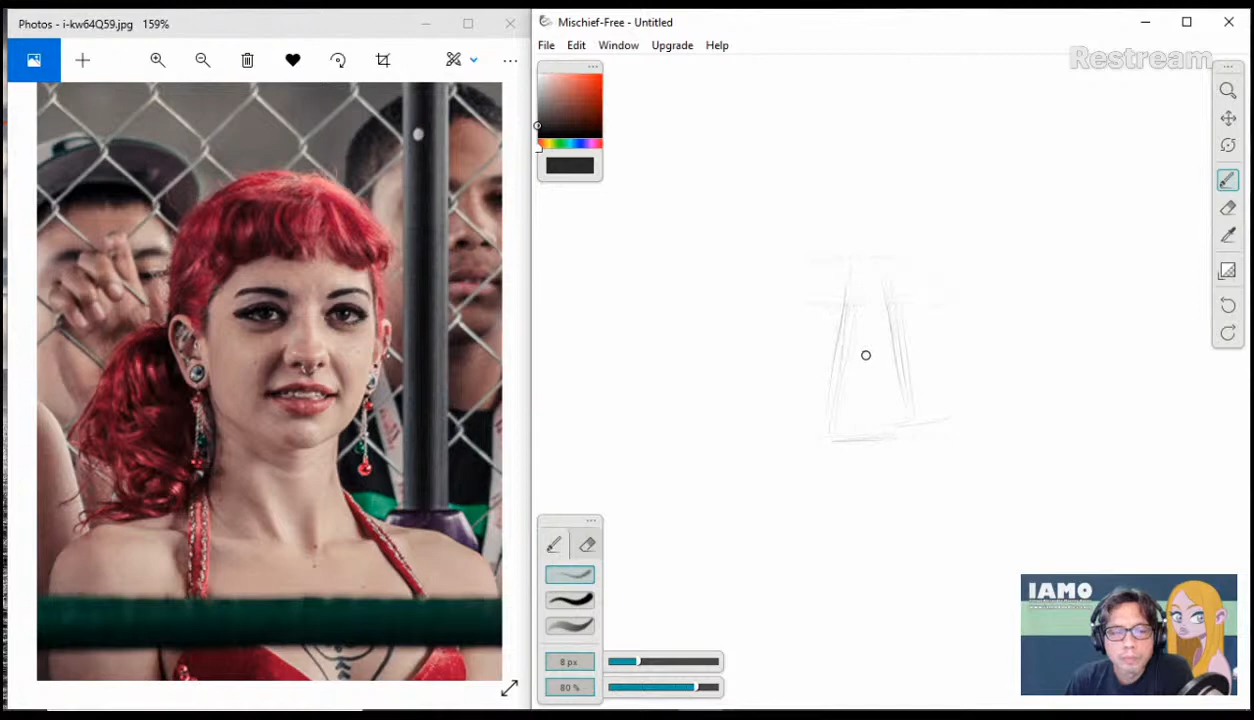 Photos - i-kw64Q59.jpg 159%
Mischief-Free - Untitled
File Edit Window Upgrade Help
Restream
8 px
80 %
IAMO